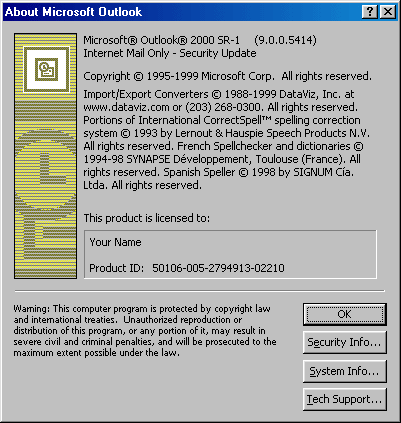 About Microsoft Outlook
Microsoft® Outlook® 2000 SR-1 (9.0.0.5414)
Internet Mail Only - Security Update
Copyright © 1995-1999 Microsoft Corp. All rights reserved.
Import/Export Converters © 1988-1999 DataViz, Inc. at
www.dataviz.com or (203) 268-0300. All rights reserved.
Portions of International CorrectSpell™ spelling correction
system © 1993 by Lernout & Hauspie Speech Products N.V.
All rights reserved. French Spellchecker and dictionaries ©
1994-98 SYNAPSE Développement, Toulouse (France). All
rights reserved. Spanish Speller © 1998 by SIGNUM Cía.
Ltda. All rights reserved.
This product is licensed to:
Your Name
Product ID: 50106-005-2794913-02210
Warning: This computer program is protected by copyright law
and international treaties. Unauthorized reproduction or
distribution of this program, or any portion of it, may result in
severe civil and criminal penalties, and will be prosecuted to the
maximum extent possible under the law.
OK
Security Info...
System Info...
Tech Support...